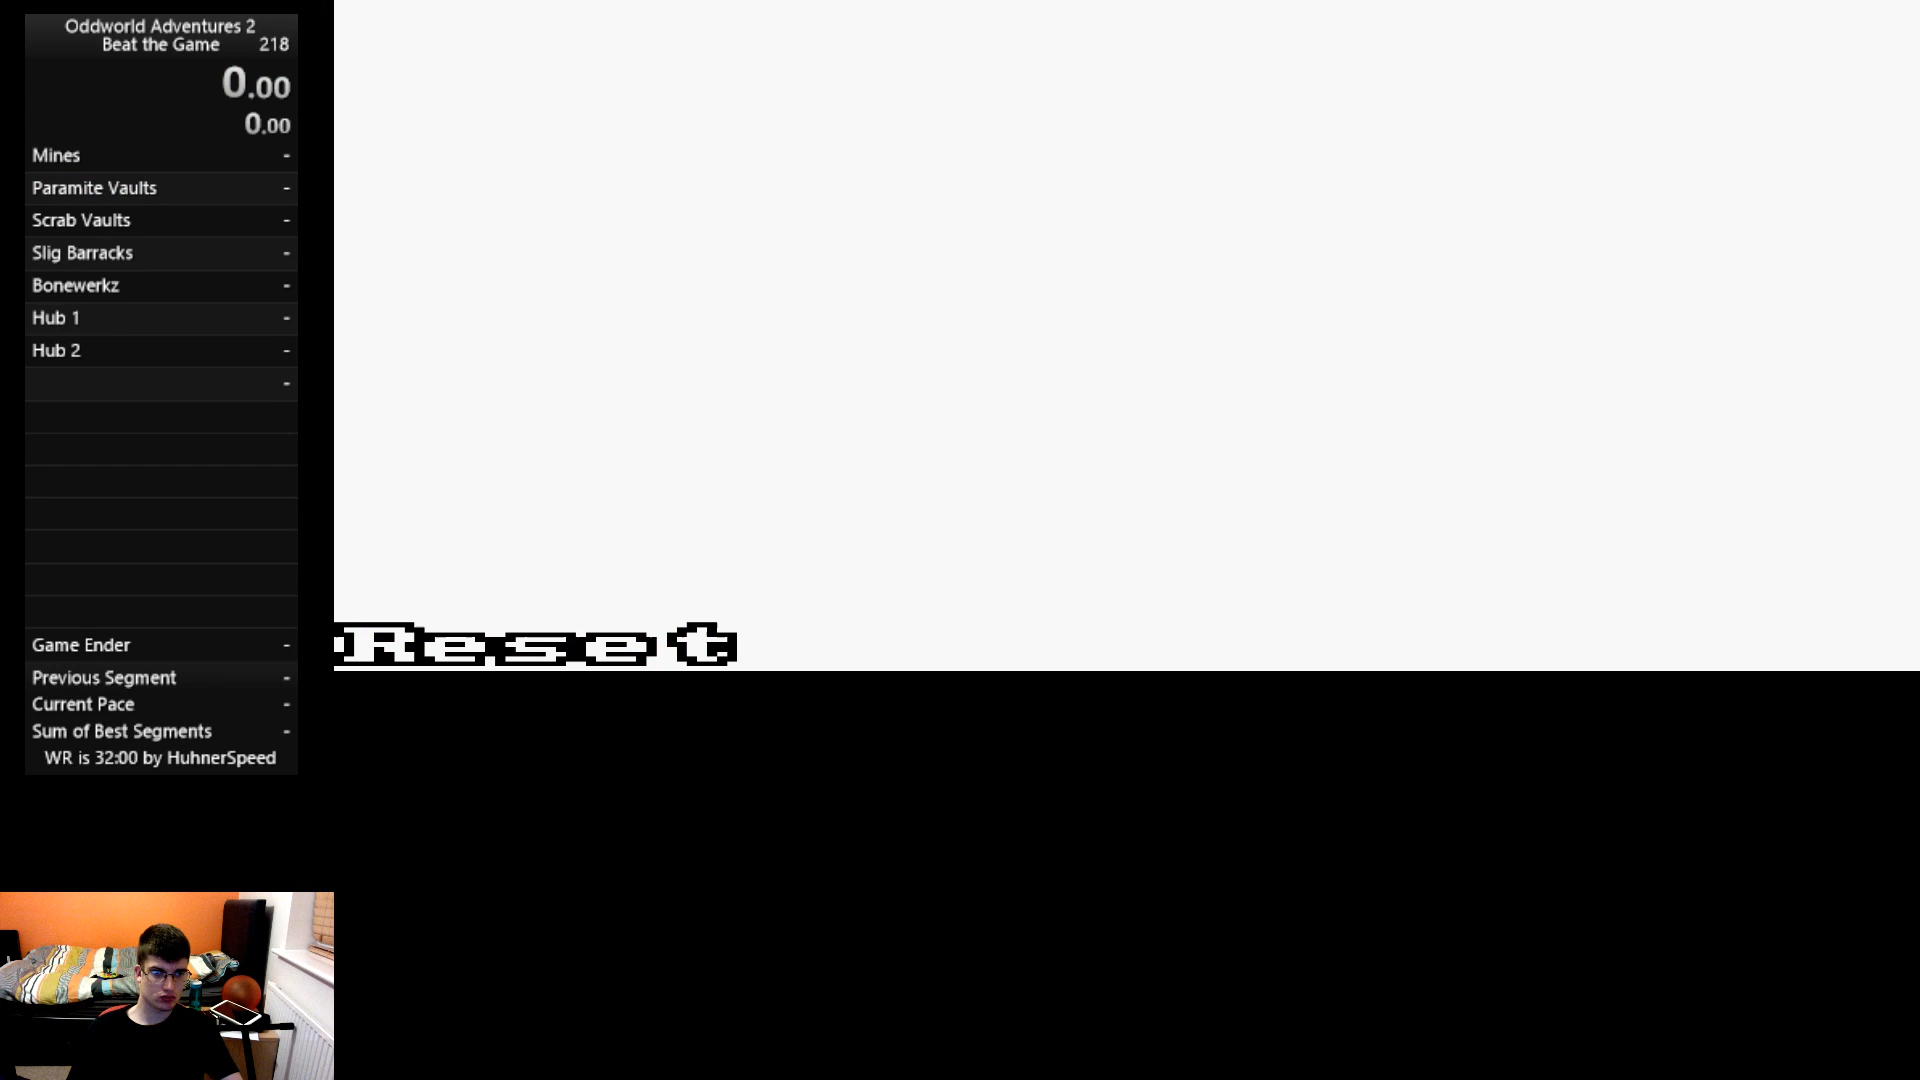 Oddworld Adventures 2
Beat the Game 218
0.00
0.00
Mines -
Paramite Vaults -
Scrab Vaults -
Slig Barracks -
Bonewerkz -
Hub 1 -
Hub 2 -
-
Game Ender -
Previous Segment -
Current Pace -
Sum of Best Segments -
WR is 32:00 by HuhnerSpeed
Reset